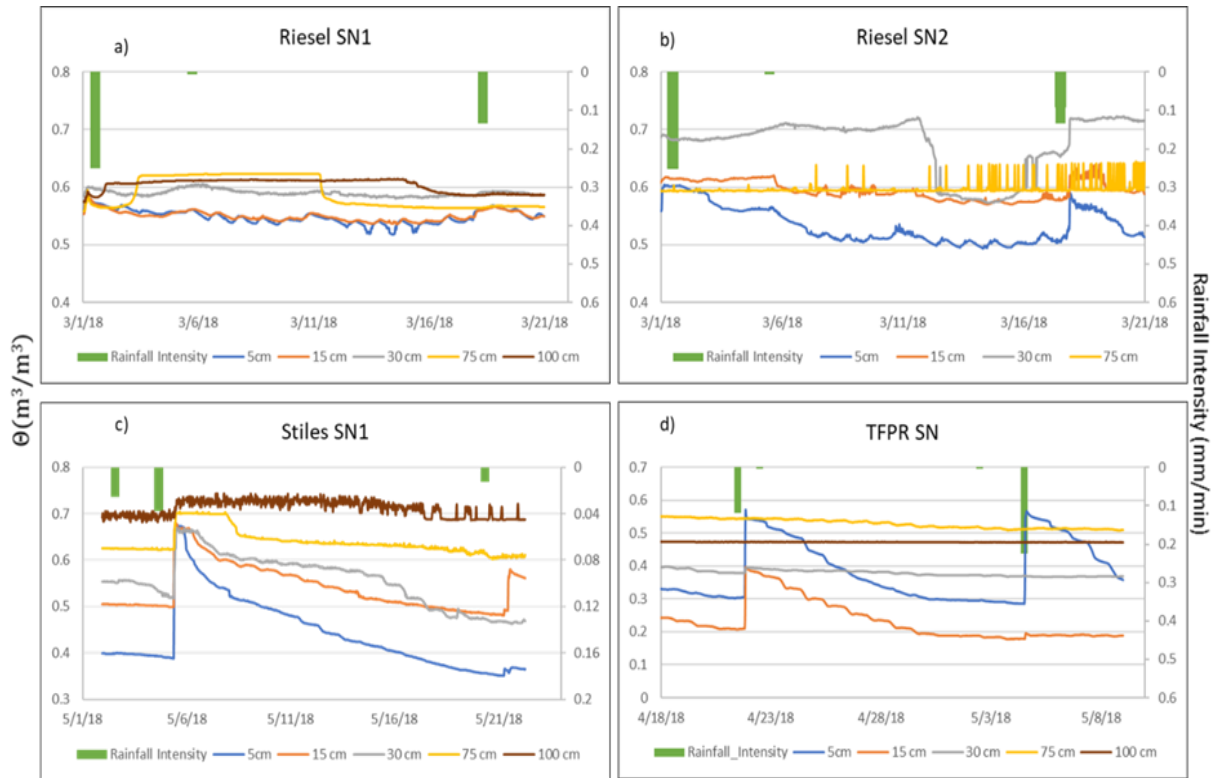 a)
Riesel SN1
0.8
0.7
0.6
0.5
0.4
0
0.1
0.2
0.3
0.4
0.5
0.6
3/1/18 3/6/18 3/11/18 3/16/18 3/21/18
Rainfall Intensity 5cm 15 cm 30 cm 75 cm 100 cm
b)
Riesel SN2
0.8
0.7
0.6
0.5
0.4
0
0.1
0.2
0.3
0.4
0.5
0.6
3/1/18 3/6/18 3/11/18 3/16/18 3/21/18
Rainfall Intensity 5cm 15 cm 30 cm 75 cm
Θ(m³/m³)
Rainfall Intensity (mm/min)
c)
Stiles SN1
0.8
0.7
0.6
0.5
0.4
0.3
0
0.04
0.08
0.12
0.16
0.2
5/1/18 5/6/18 5/11/18 5/16/18 5/21/18
Rainfall Intensity 5cm 15 cm 30 cm 75 cm 100 cm
d)
TFPR SN
0.7
0.6
0.5
0.4
0.3
0.2
0.1
0
0
0.1
0.2
0.3
0.4
0.5
0.6
4/18/18 4/23/18 4/28/18 5/3/18 5/8/18
Rainfall_Intensity 5cm 15 cm 30 cm 75 cm 100 cm